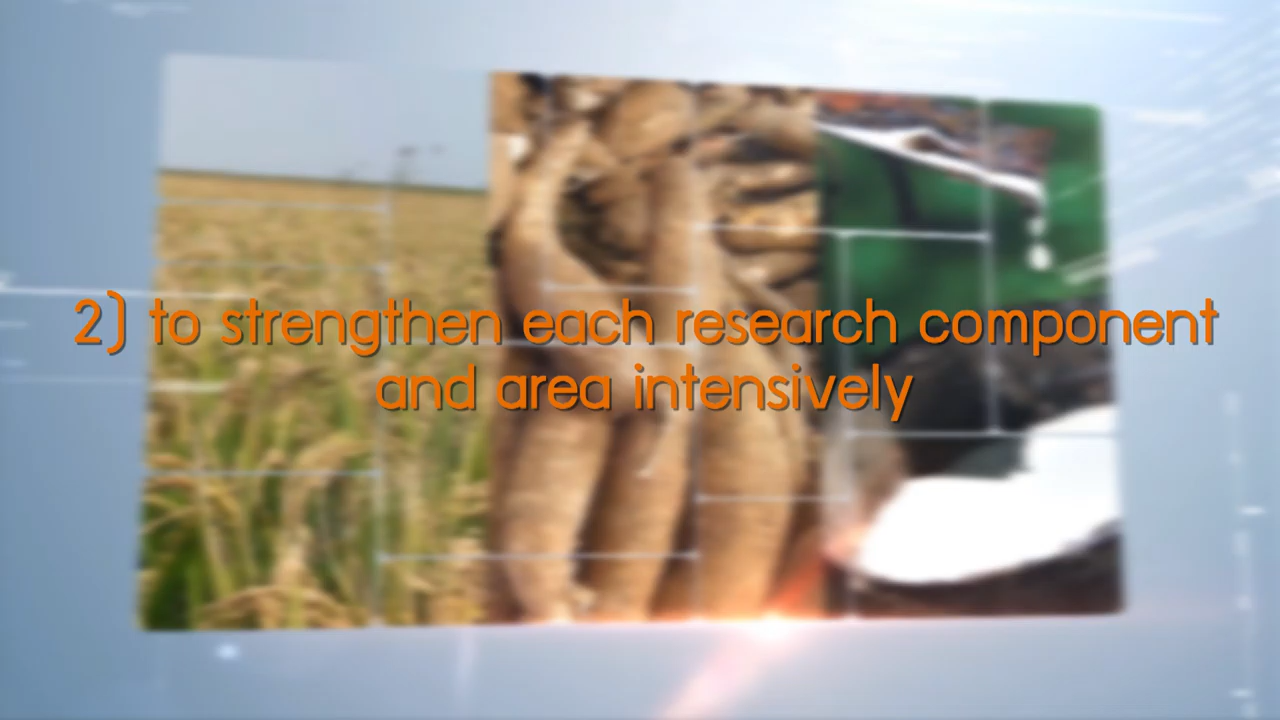 2) to strengthen each research component
and area intensively